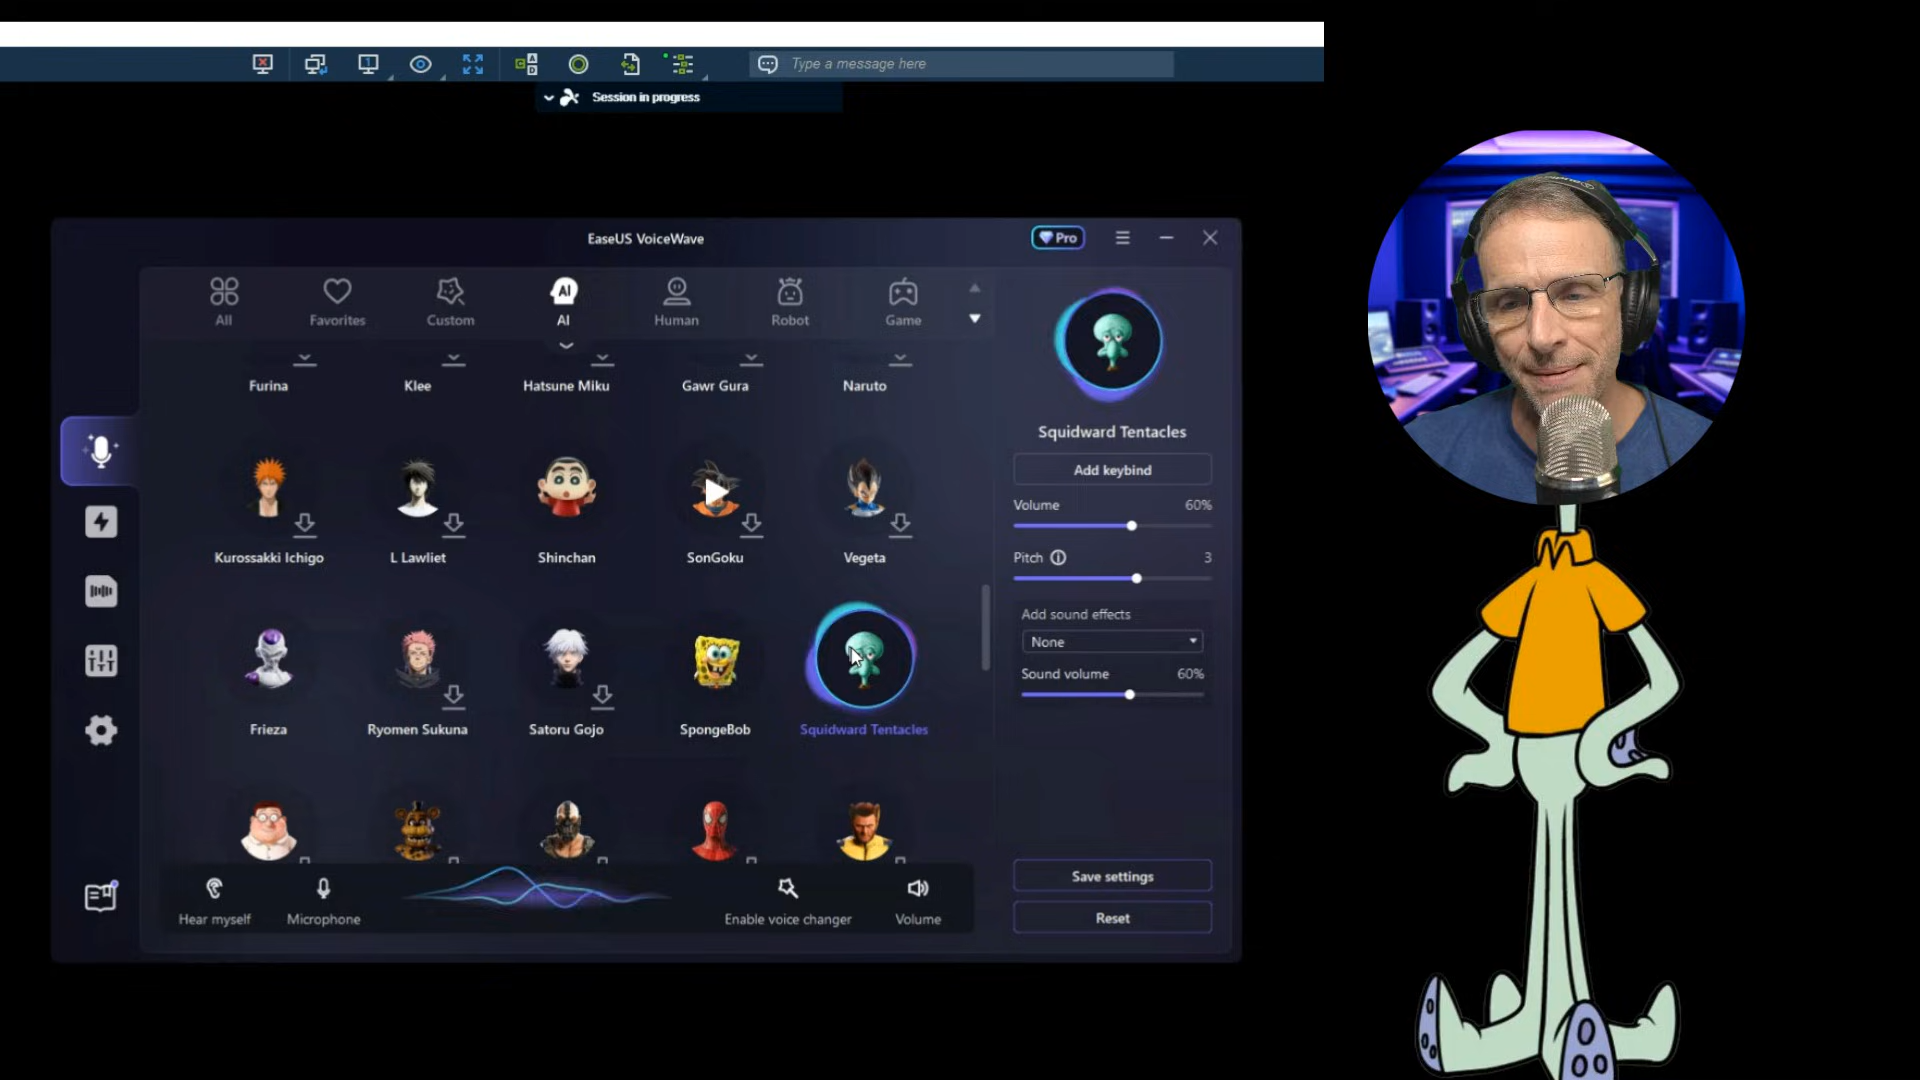 Type a message here
Session in progress
EaseUS VoiceWave
Pro
All
Favorites
Custom
AI
AI
Human
Robot
Game
Furina
Klee
Hatsune Miku
Gawr Gura
Naruto
Kurossakki Ichigo
L Lawliet
Shinchan
SonGoku
Vegeta
Frieza
Ryomen Sukuna
Satoru Gojo
SpongeBob
Squidward Tentacles
Hear myself
Microphone
Enable voice changer
Volume
Squidward Tentacles
Add keybind
Volume 60%
Pitch 3
Add sound effects
None
Sound volume 60%
Save settings
Reset